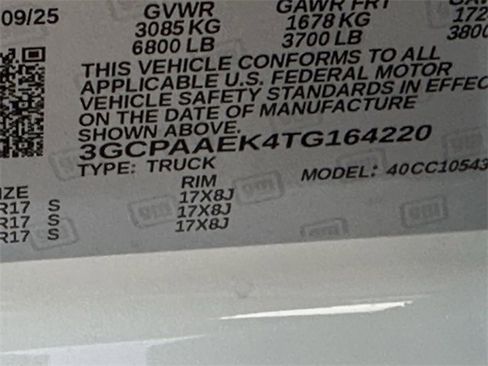 09/25 GVWR GAWR FRT
3085 KG 1678 KG
6800 LB 3700 LB 3800
THIS VEHICLE CONFORMS TO ALL
APPLICABLE U.S. FEDERAL MOTOR
VEHICLE SAFETY STANDARDS IN EFFEC
ON THE DATE OF MANUFACTURE
SHOWN ABOVE.
3GCPAAEK4TG164220
TYPE: TRUCK MODEL: 40CC10543
IZE RIM
R17 S 17X8J
R17 S 17X8J
R17 S 17X8J